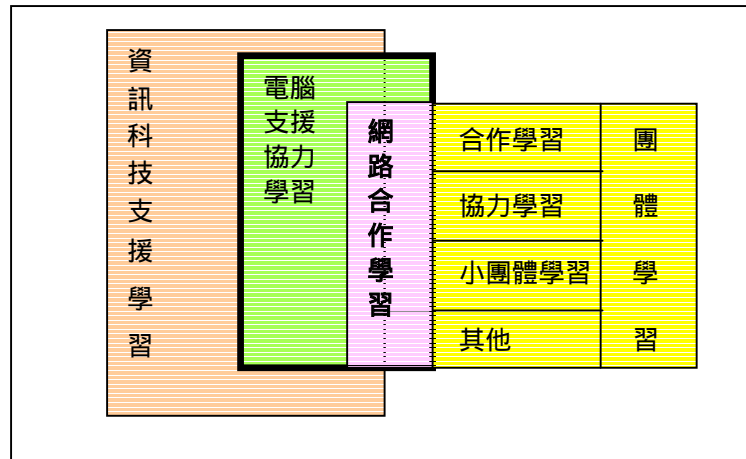 資訊科技支援學習
電腦
支援
協力
學習
網路合作學習
合作學習
協力學習
小團體學習
其他
團體學習